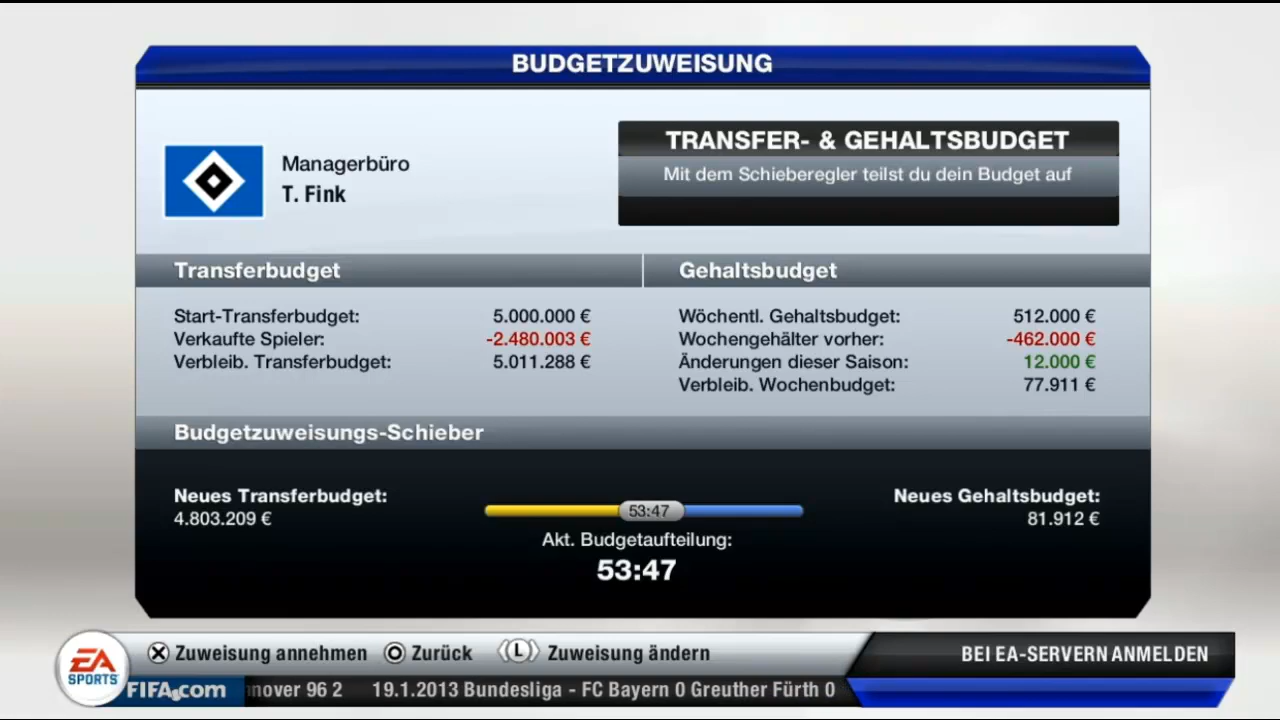 BUDGETZUWEISUNG
Managerbüro
T. Fink
TRANSFER- & GEHALTSBUDGET
Mit dem Schieberegler teilst du dein Budget auf
Transferbudget
Start-Transferbudget: 5.000.000 €
Verkaufte Spieler: -2.480.003 €
Verbleib. Transferbudget: 5.011.288 €
Gehaltsbudget
Wöchentl. Gehaltsbudget: 512.000 €
Wochengehälter vorher: -462.000 €
Änderungen dieser Saison: 12.000 €
Verbleib. Wochenbudget: 77.911 €
Budgetzuweisungs-Schieber
Neues Transferbudget:
4.803.209 €
53:47
Akt. Budgetaufteilung:
53:47
Neues Gehaltsbudget:
81.912 €
EA SPORTS
Zuweisung annehmen Zurück L Zuweisung ändern
BEI EA-SERVERN ANMELDEN
FIFA.com
nnover 96 2 19.1.2013 Bundesliga - FC Bayern 0 Greuther Fürth 0